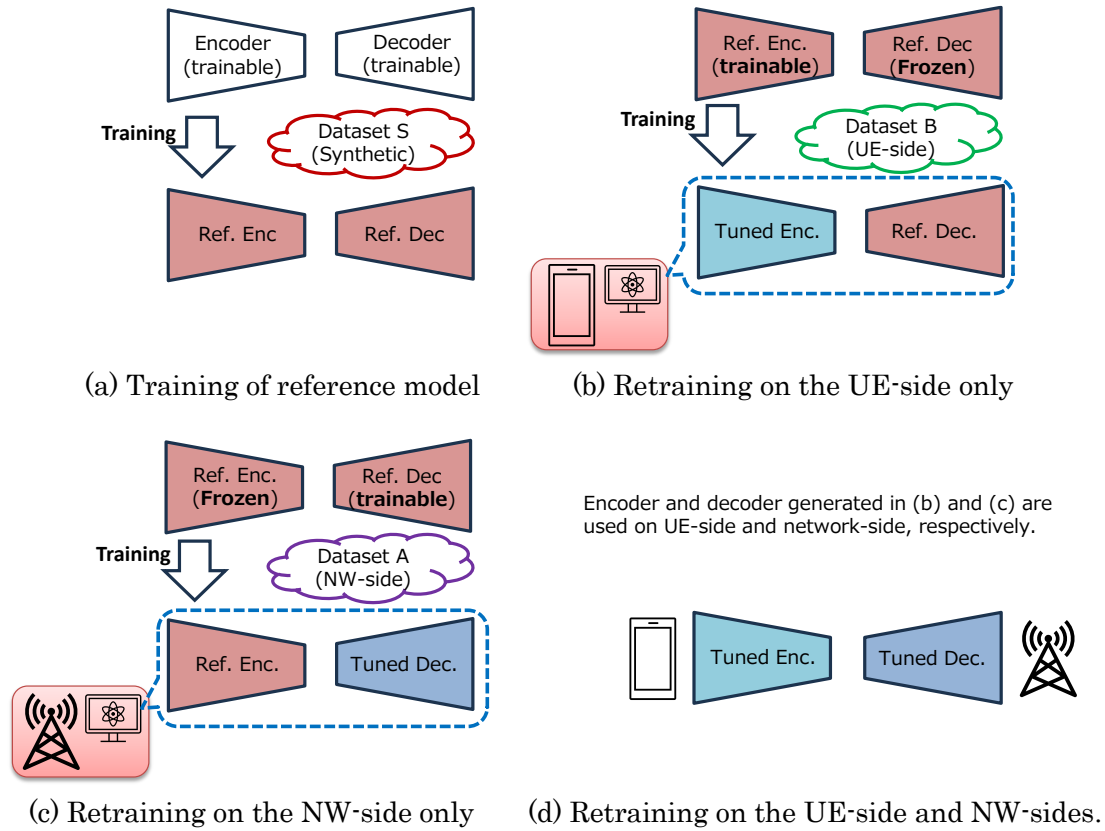 Encoder
(trainable)
Decoder
(trainable)
Training
Dataset S
(Synthetic)
Ref. Enc
Ref. Dec
(a) Training of reference model
Ref. Enc.
(trainable)
Ref. Dec
(Frozen)
Training
Dataset B
(UE-side)
Tuned Enc.
Ref. Dec.
(b) Retraining on the UE-side only
Ref. Enc.
(Frozen)
Ref. Dec
(trainable)
Training
Dataset A
(NW-side)
Ref. Enc.
Tuned Dec.
(c) Retraining on the NW-side only
Encoder and decoder generated in (b) and (c) are
used on UE-side and network-side, respectively.
Tuned Enc.
Tuned Dec.
(d) Retraining on the UE-side and NW-sides.